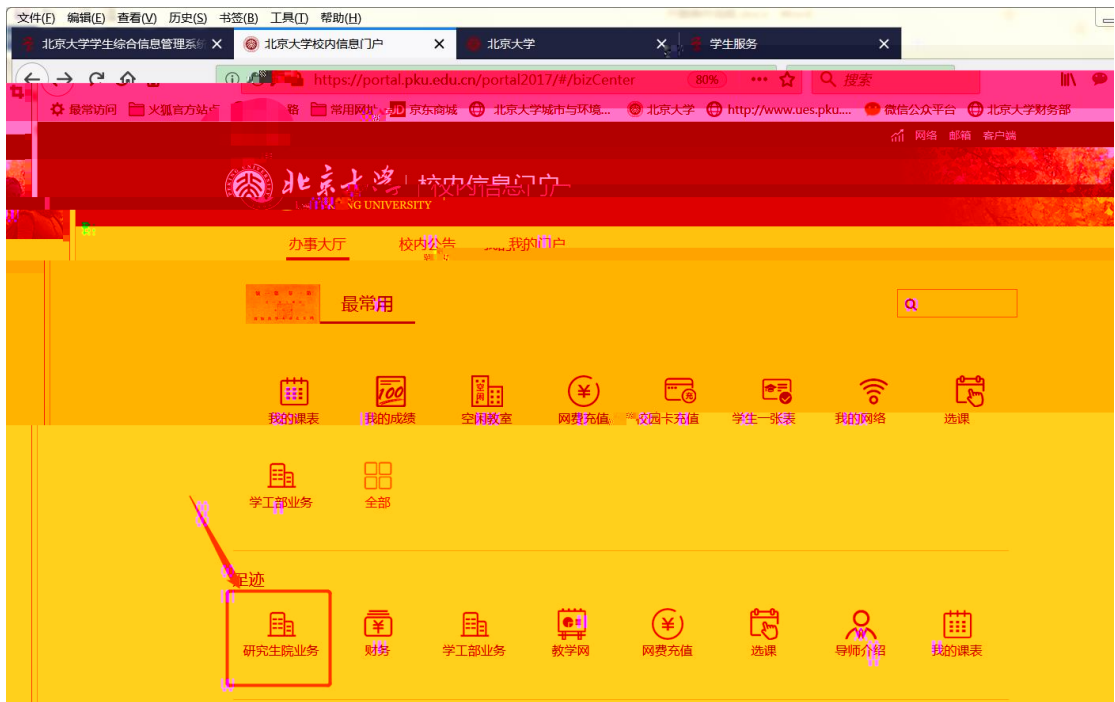 文件(F) 编辑(E) 查看(V) 历史(S) 书签(B) 工具(T) 帮助(H)
北京大学学生综合信息管理系统 北京大学校内信息门户 北京大学 学生服务
https://portal.pku.edu.cn/portal2017/#/bizCenter 80% 搜索
最常访问 火狐官方站点 常用网址 JD 京东商城 北京大学城市与环境... 北京大学 http://www.ues.pku.... 微信公众平台 北京大学财务部
网络 邮箱 客户端
北京大学 校内信息门户
办事大厅 校内公告 我的门户
最常用
我的课表 我的成绩 空闲教室 网费充值 校园卡充值 学生一张表 我的网络 选课
学工部业务 全部
足迹
研究生院业务 财务 学工部业务 教学网 网费充值 选课 导师介绍 我的课表